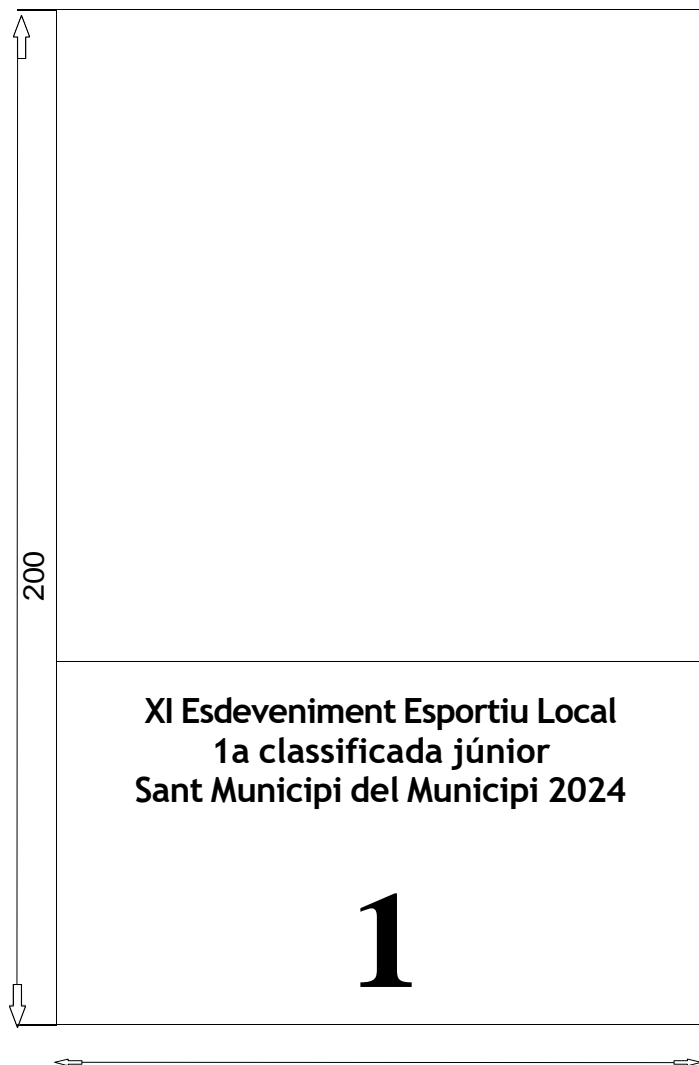 200
XI Esdeveniment Esportiu Local
1a classificada júnior
Sant Municipi del Municipi 2024
1